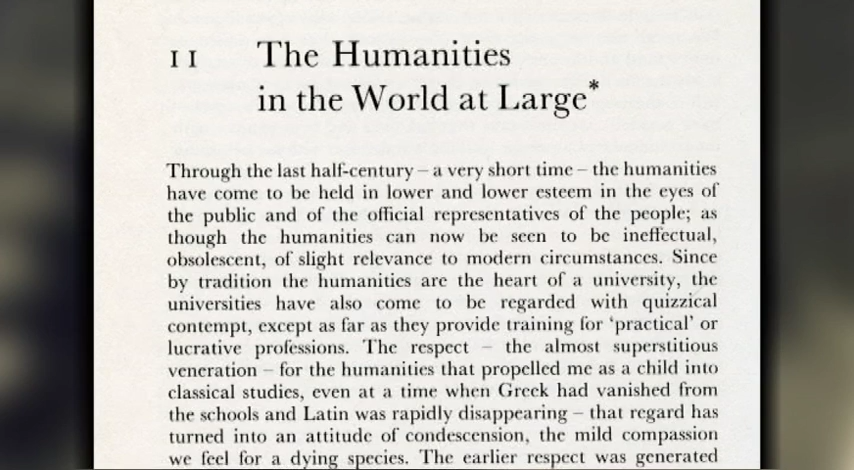 11 The Humanities
in the World at Large*
Through the last half-century – a very short time – the humanities
have come to be held in lower and lower esteem in the eyes of
the public and of the official representatives of the people; as
though the humanities can now be seen to be ineffectual,
obsolescent, of slight relevance to modern circumstances. Since
by tradition the humanities are the heart of a university, the
universities have also come to be regarded with quizzical
contempt, except as far as they provide training for ‘practical’ or
lucrative professions. The respect – the almost superstitious
veneration – for the humanities that propelled me as a child into
classical studies, even at a time when Greek had vanished from
the schools and Latin was rapidly disappearing – that regard has
turned into an attitude of condescension, the mild compassion
we feel for a dying species. The earlier respect was generated